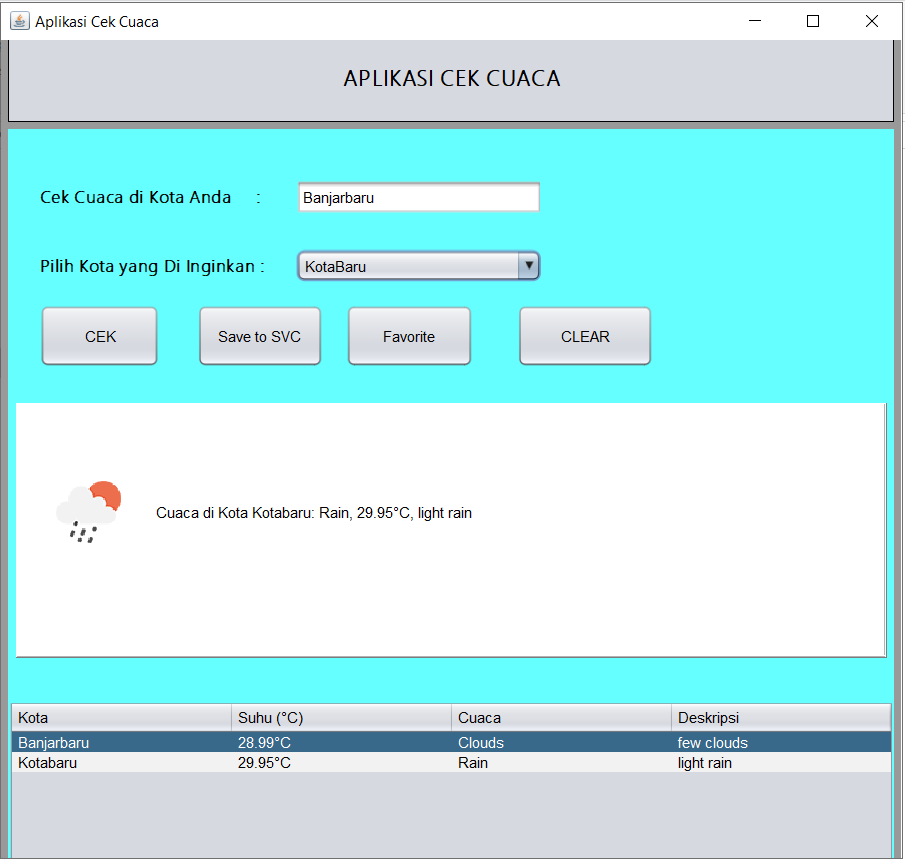 Aplikasi Cek Cuaca
APLIKASI CEK CUACA
Cek Cuaca di Kota Anda : Banjarbaru
Pilih Kota yang Di Inginkan : KotaBaru
CEK Save to SVC Favorite CLEAR
Cuaca di Kota Kotabaru: Rain, 29.95°C, light rain
Kota Suhu (°C) Cuaca Deskripsi
Banjarbaru 28.99°C Clouds few clouds
Kotabaru 29.95°C Rain light rain